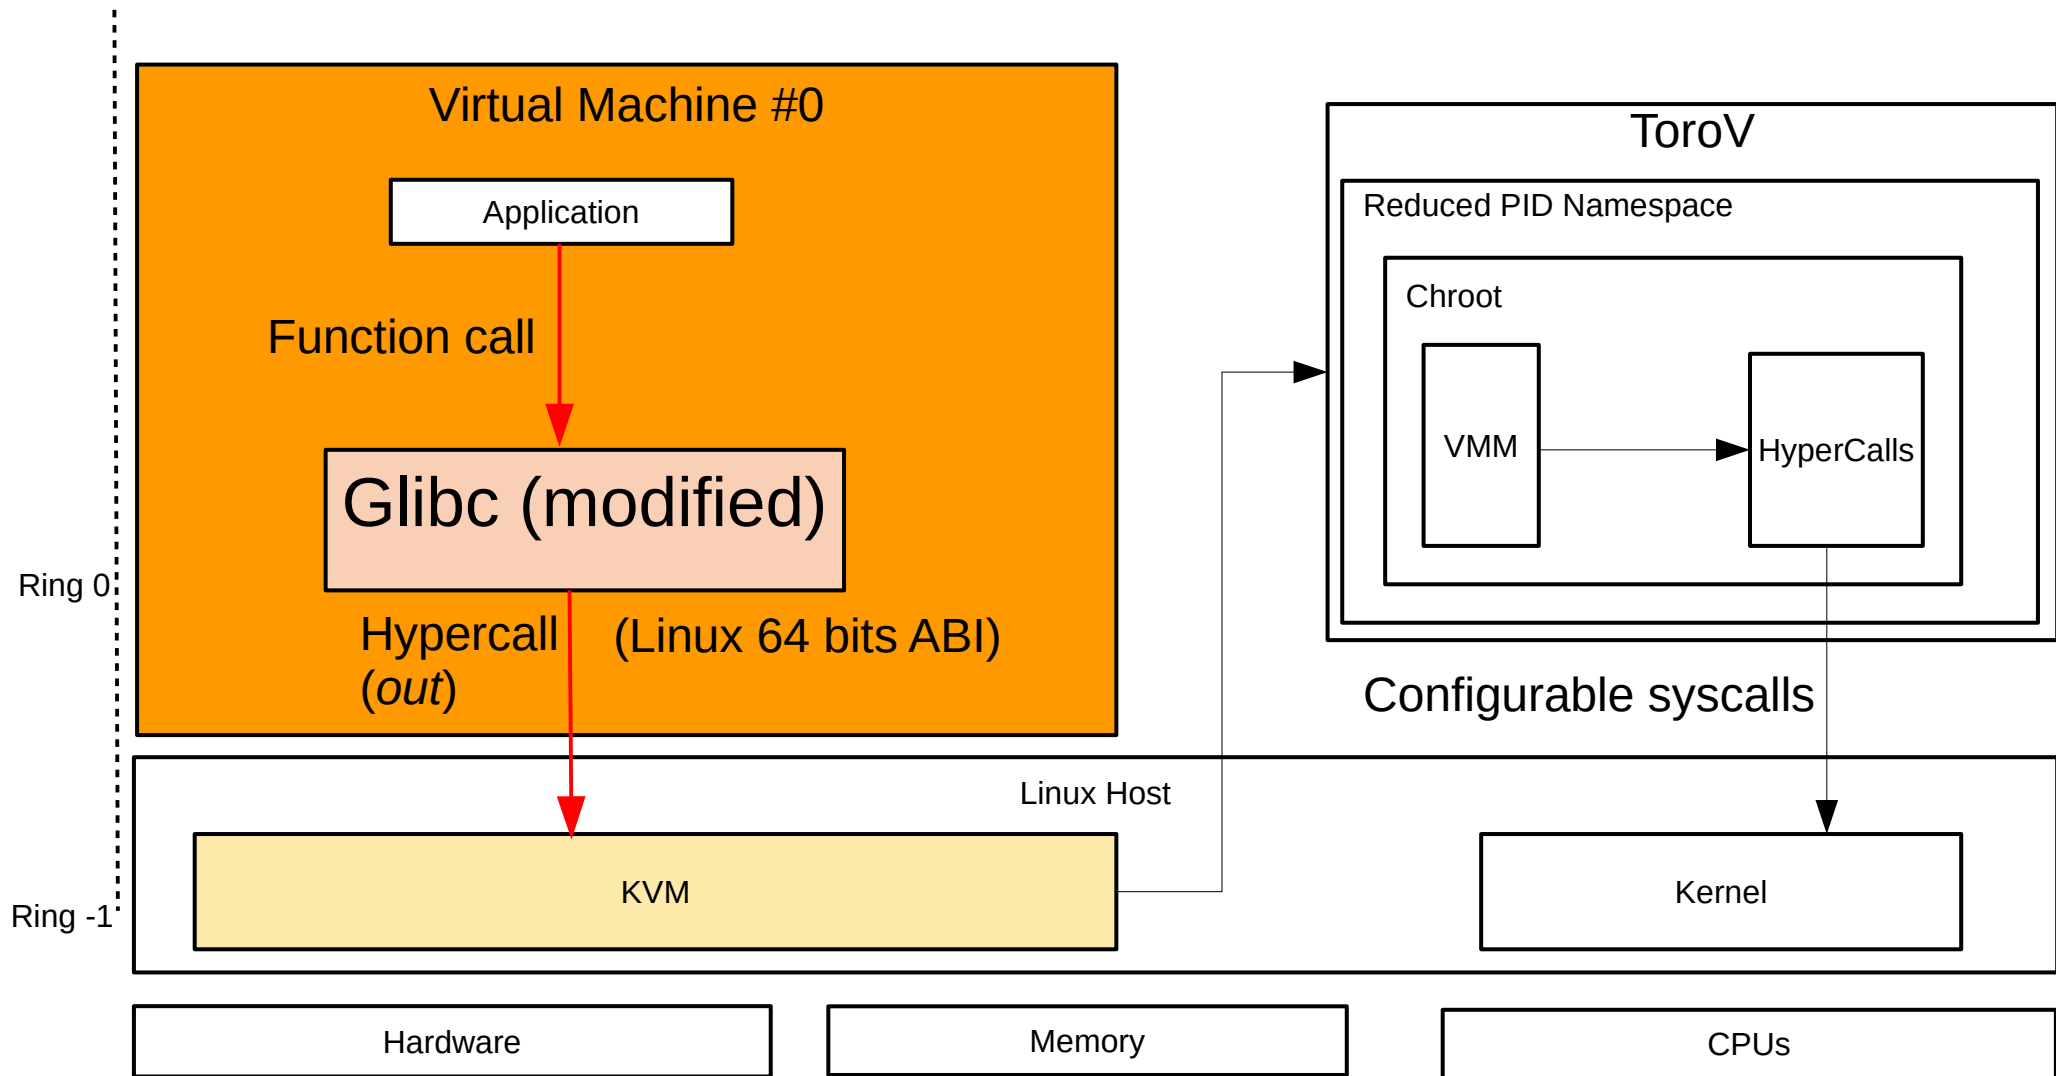 Virtual Machine #0
Application
Function call
Glibc (modified)
Hypercall
(out)
(Linux 64 bits ABI)
Ring 0
Ring -1
ToroV
Reduced PID Namespace
Chroot
VMM
HyperCalls
Configurable syscalls
Linux Host
KVM
Kernel
Hardware
Memory
CPUs